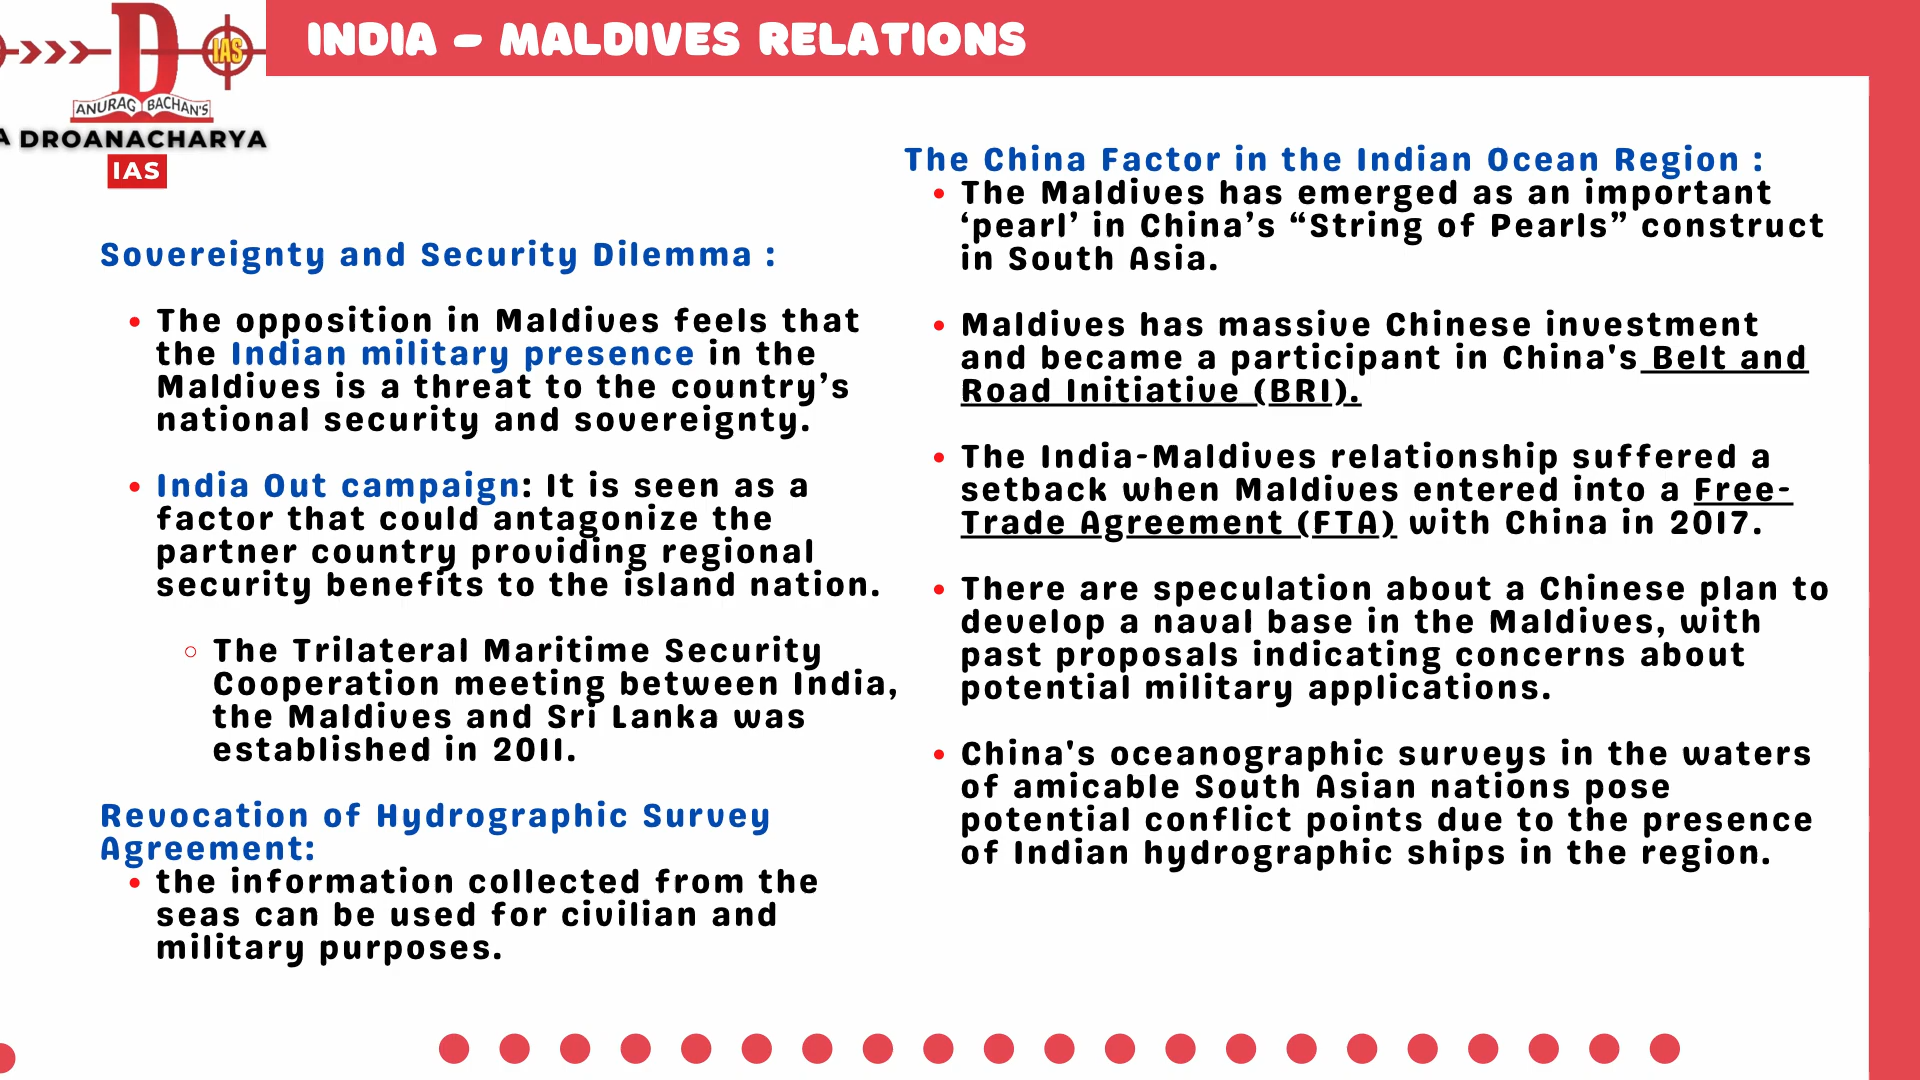 INDIA – MALDIVES RELATIONS
D
IAS
ANURAG BACHAN'S
A DROANACHARYA
IAS
Sovereignty and Security Dilemma :
• The opposition in Maldives feels that
the Indian military presence in the
Maldives is a threat to the country’s
national security and sovereignty.
• India Out campaign: It is seen as a
factor that could antagonize the
partner country providing regional
security benefits to the island nation.
○ The Trilateral Maritime Security
Cooperation meeting between India,
the Maldives and Sri Lanka was
established in 2011.
Revocation of Hydrographic Survey
Agreement:
• the information collected from the
seas can be used for civilian and
military purposes.
The China Factor in the Indian Ocean Region :
• The Maldives has emerged as an important
‘pearl’ in China’s “String of Pearls” construct
in South Asia.
• Maldives has massive Chinese investment
and became a participant in China's Belt and
Road Initiative (BRI).
• The India-Maldives relationship suffered a
setback when Maldives entered into a Free-
Trade Agreement (FTA) with China in 2017.
• There are speculation about a Chinese plan to
develop a naval base in the Maldives, with
past proposals indicating concerns about
potential military applications.
• China's oceanographic surveys in the waters
of amicable South Asian nations pose
potential conflict points due to the presence
of Indian hydrographic ships in the region.